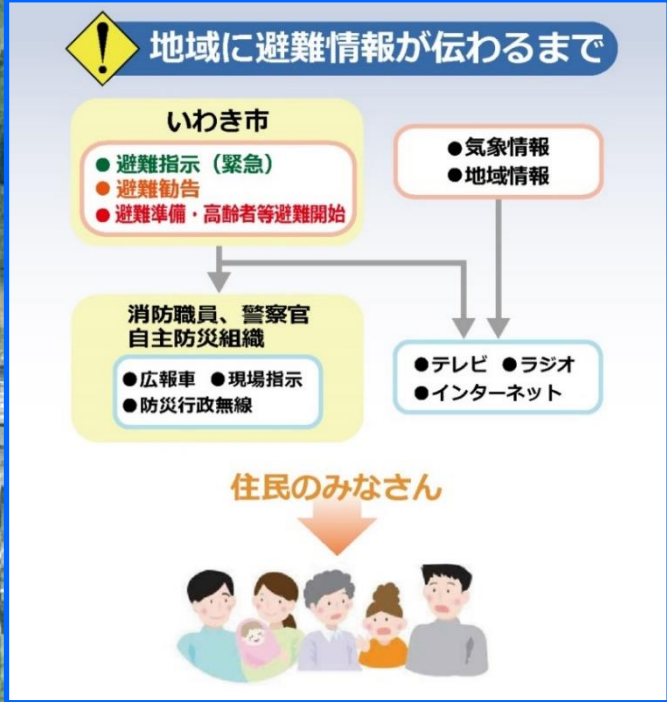 地域に避難情報が伝わるまで
いわき市
●避難指示（緊急）
●避難勧告
●避難準備・高齢者等避難開始
●気象情報
●地域情報
消防職員、警察官
自主防災組織
●広報車 ●現場指示
●防災行政無線
●テレビ ●ラジオ
●インターネット
住民のみなさん